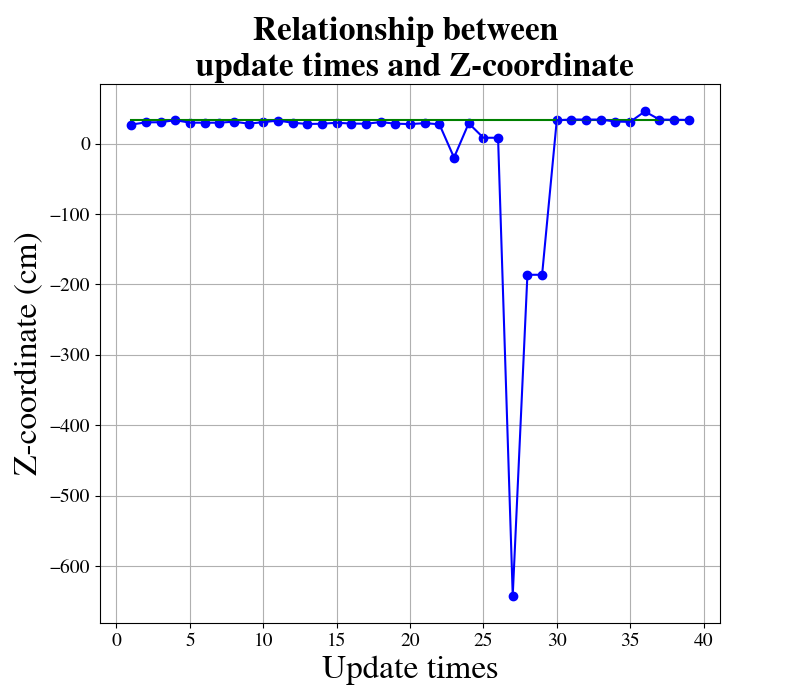 Relationship between
update times and Z-coordinate
Z-coordinate (cm)
0
−100
−200
−300
−400
−500
−600
0 5 10 15 20 25 30 35 40
Update times